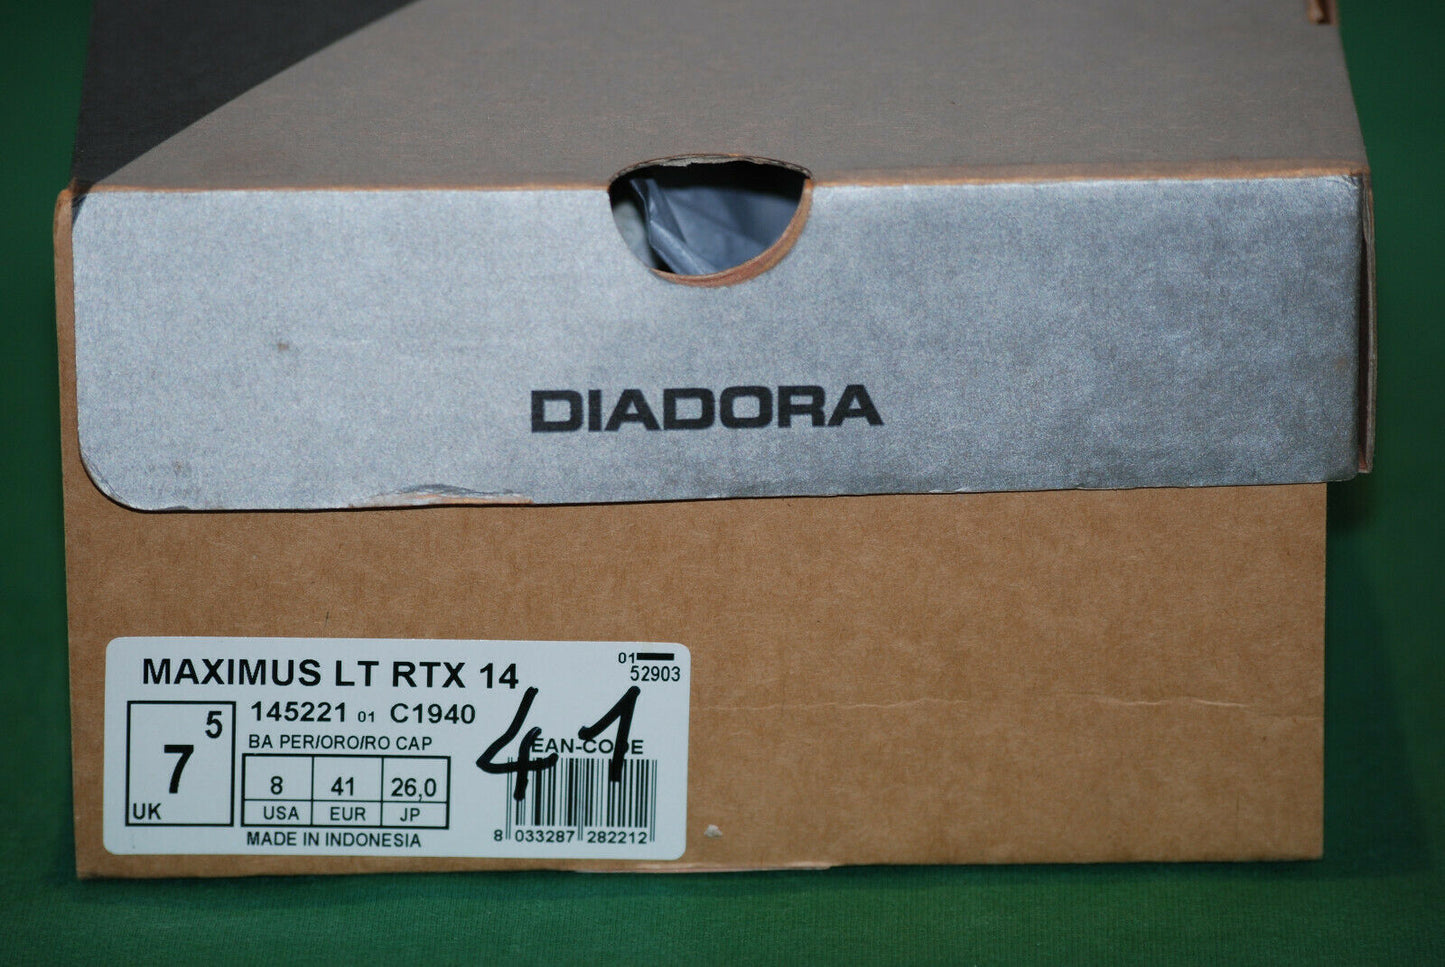 DIADORA
MAXIMUS LT RTX 14
01
52903
145221 01 C1940
BA PER/ORO/RO CAP
41
EAN-CODE
7 5
UK
8 41 26,0
USA EUR JP
MADE IN INDONESIA
8 033287 282212